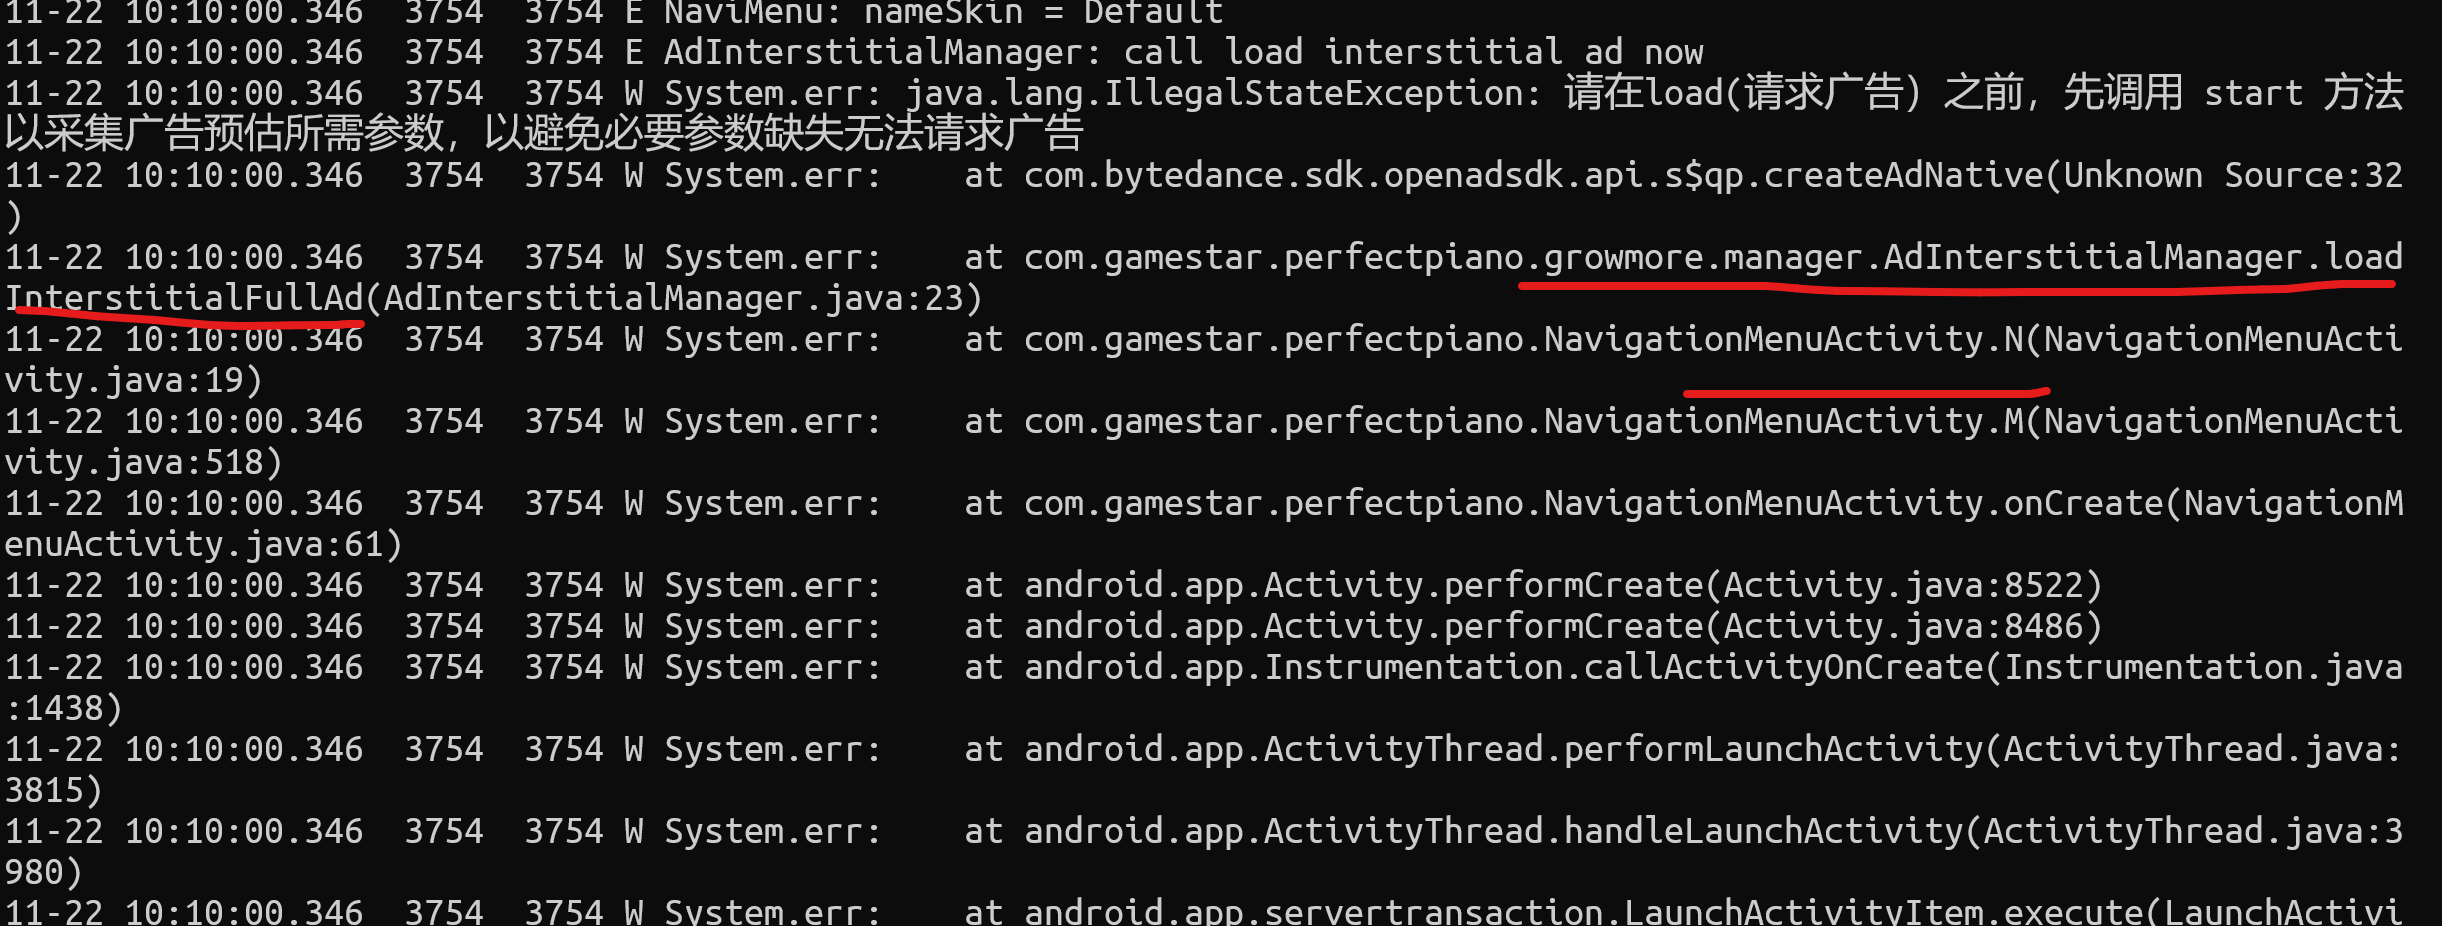 11-22 10:10:00.346  3754  3754 E NaviMenu: nameSkin = Default
11-22 10:10:00.346  3754  3754 E AdInterstitialManager: call load interstitial ad now
11-22 10:10:00.346  3754  3754 W System.err: java.lang.IllegalStateException: 请在load(请求广告）之前，先调用 start 方法
以采集广告预估所需参数，以避免必要参数缺失无法请求广告
11-22 10:10:00.346  3754  3754 W System.err:    at com.bytedance.sdk.openadsdk.api.s$qp.createAdNative(Unknown Source:32
)
11-22 10:10:00.346  3754  3754 W System.err:    at com.gamestar.perfectpiano.growmore.manager.AdInterstitialManager.load
InterstitialFullAd(AdInterstitialManager.java:23)
11-22 10:10:00.346  3754  3754 W System.err:    at com.gamestar.perfectpiano.NavigationMenuActivity.N(NavigationMenuActi
vity.java:19)
11-22 10:10:00.346  3754  3754 W System.err:    at com.gamestar.perfectpiano.NavigationMenuActivity.M(NavigationMenuActi
vity.java:518)
11-22 10:10:00.346  3754  3754 W System.err:    at com.gamestar.perfectpiano.NavigationMenuActivity.onCreate(NavigationM
enuActivity.java:61)
11-22 10:10:00.346  3754  3754 W System.err:    at android.app.Activity.performCreate(Activity.java:8522)
11-22 10:10:00.346  3754  3754 W System.err:    at android.app.Activity.performCreate(Activity.java:8486)
11-22 10:10:00.346  3754  3754 W System.err:    at android.app.Instrumentation.callActivityOnCreate(Instrumentation.java
:1438)
11-22 10:10:00.346  3754  3754 W System.err:    at android.app.ActivityThread.performLaunchActivity(ActivityThread.java:
3815)
11-22 10:10:00.346  3754  3754 W System.err:    at android.app.ActivityThread.handleLaunchActivity(ActivityThread.java:3
980)
11-22 10:10:00.346  3754  3754 W System.err:    at android.app.servertransaction.LaunchActivityItem.execute(LaunchActivi